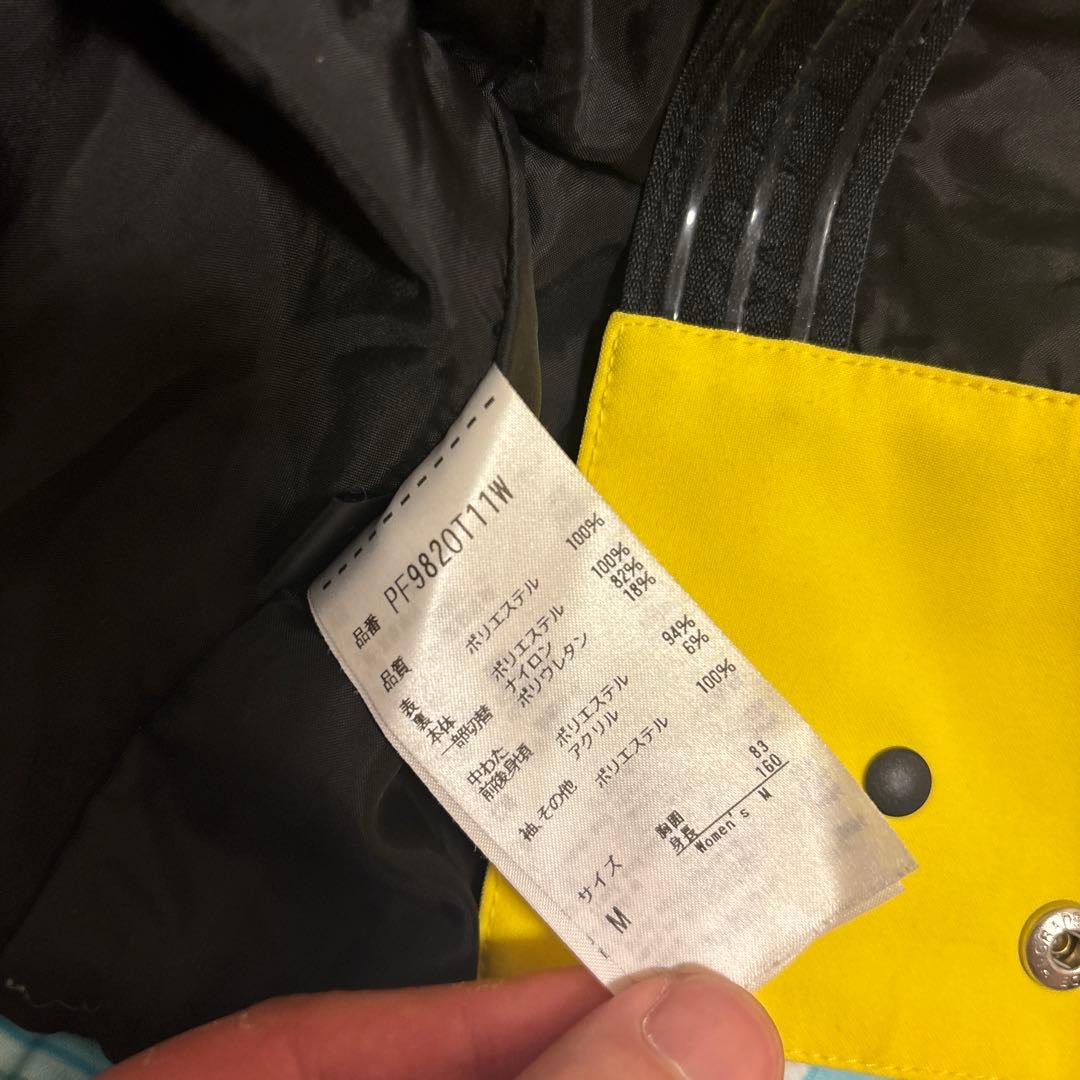 品番 PF9820T11W
品質
表 ポリエステル 100%
裏
本体 ポリエステル 100%
一部切替 ナイロン 82%
ポリウレタン 18%
中わた
前後身頃 ポリエステル 94%
アクリル 6%
袖、その他 ポリエステル 100%
サイズ
M
胸囲 83
身長 160
Women's M